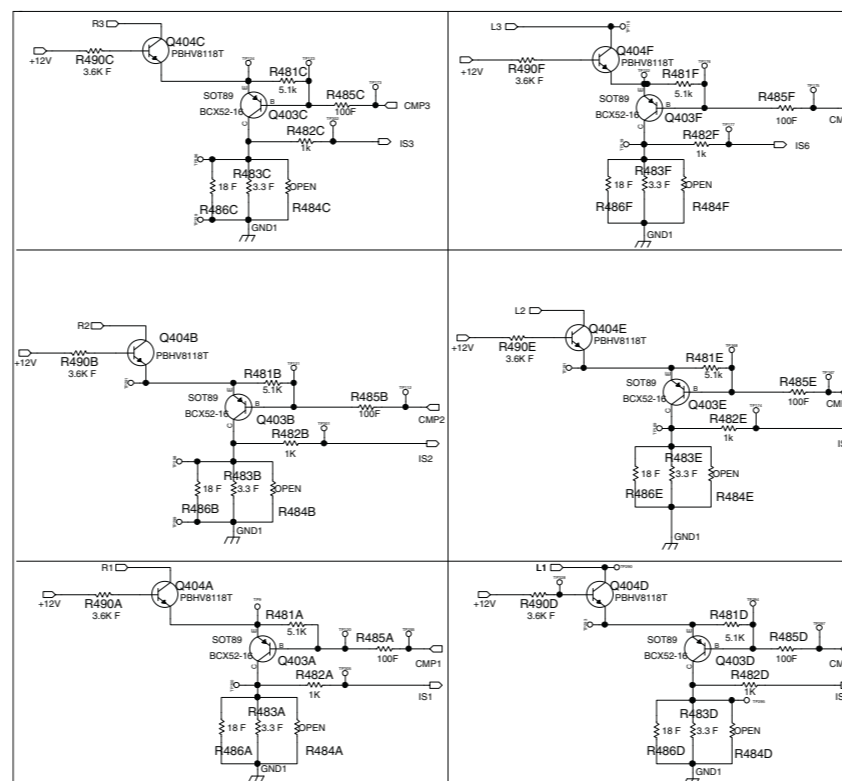 R3
Q404C
PBHV8118T
+12V
R490C
3.6K F
R481C
5.1k
SOT89
BCX52-16
E
B
C
Q403C
R485C
100F
CMP3
R482C
1k
IS3
R483C
18 F
3.3 F
OPEN
R486C
R484C
GND1
L3
Q404F
PBHV8118T
+12V
R490F
3.6K F
R481F
5.1k
SOT89
BCX52-16
E
B
C
Q403F
R485F
100F
R482F
1k
IS6
R483F
18 F
3.3 F
OPEN
R486F
R484F
GND1
R2
Q404B
PBHV8118T
+12V
R490B
3.6K F
R481B
5.1K
SOT89
BCX52-16
E
B
C
Q403B
R485B
100F
CMP2
R482B
1K
IS2
R483B
18 F
3.3 F
OPEN
R486B
R484B
GND1
L2
Q404E
PBHV8118T
+12V
R490E
3.6K F
R481E
5.1k
SOT89
BCX52-16
E
B
C
Q403E
R485E
100F
R482E
1k
R483E
18 F
3.3 F
OPEN
R486E
R484E
GND1
R1
Q404A
PBHV8118T
+12V
R490A
3.6K F
R481A
5.1K
SOT89
BCX52-16
E
B
C
Q403A
R485A
100F
CMP1
R482A
1K
IS1
R483A
18 F
3.3 F
OPEN
R486A
R484A
GND1
L1
Q404D
PBHV8118T
+12V
R490D
3.6K F
R481D
5.1K
SOT89
BCX52-16
E
B
C
Q403D
R485D
100F
R482D
1K
R483D
18 F
3.3 F
OPEN
R486D
R484D
GND1